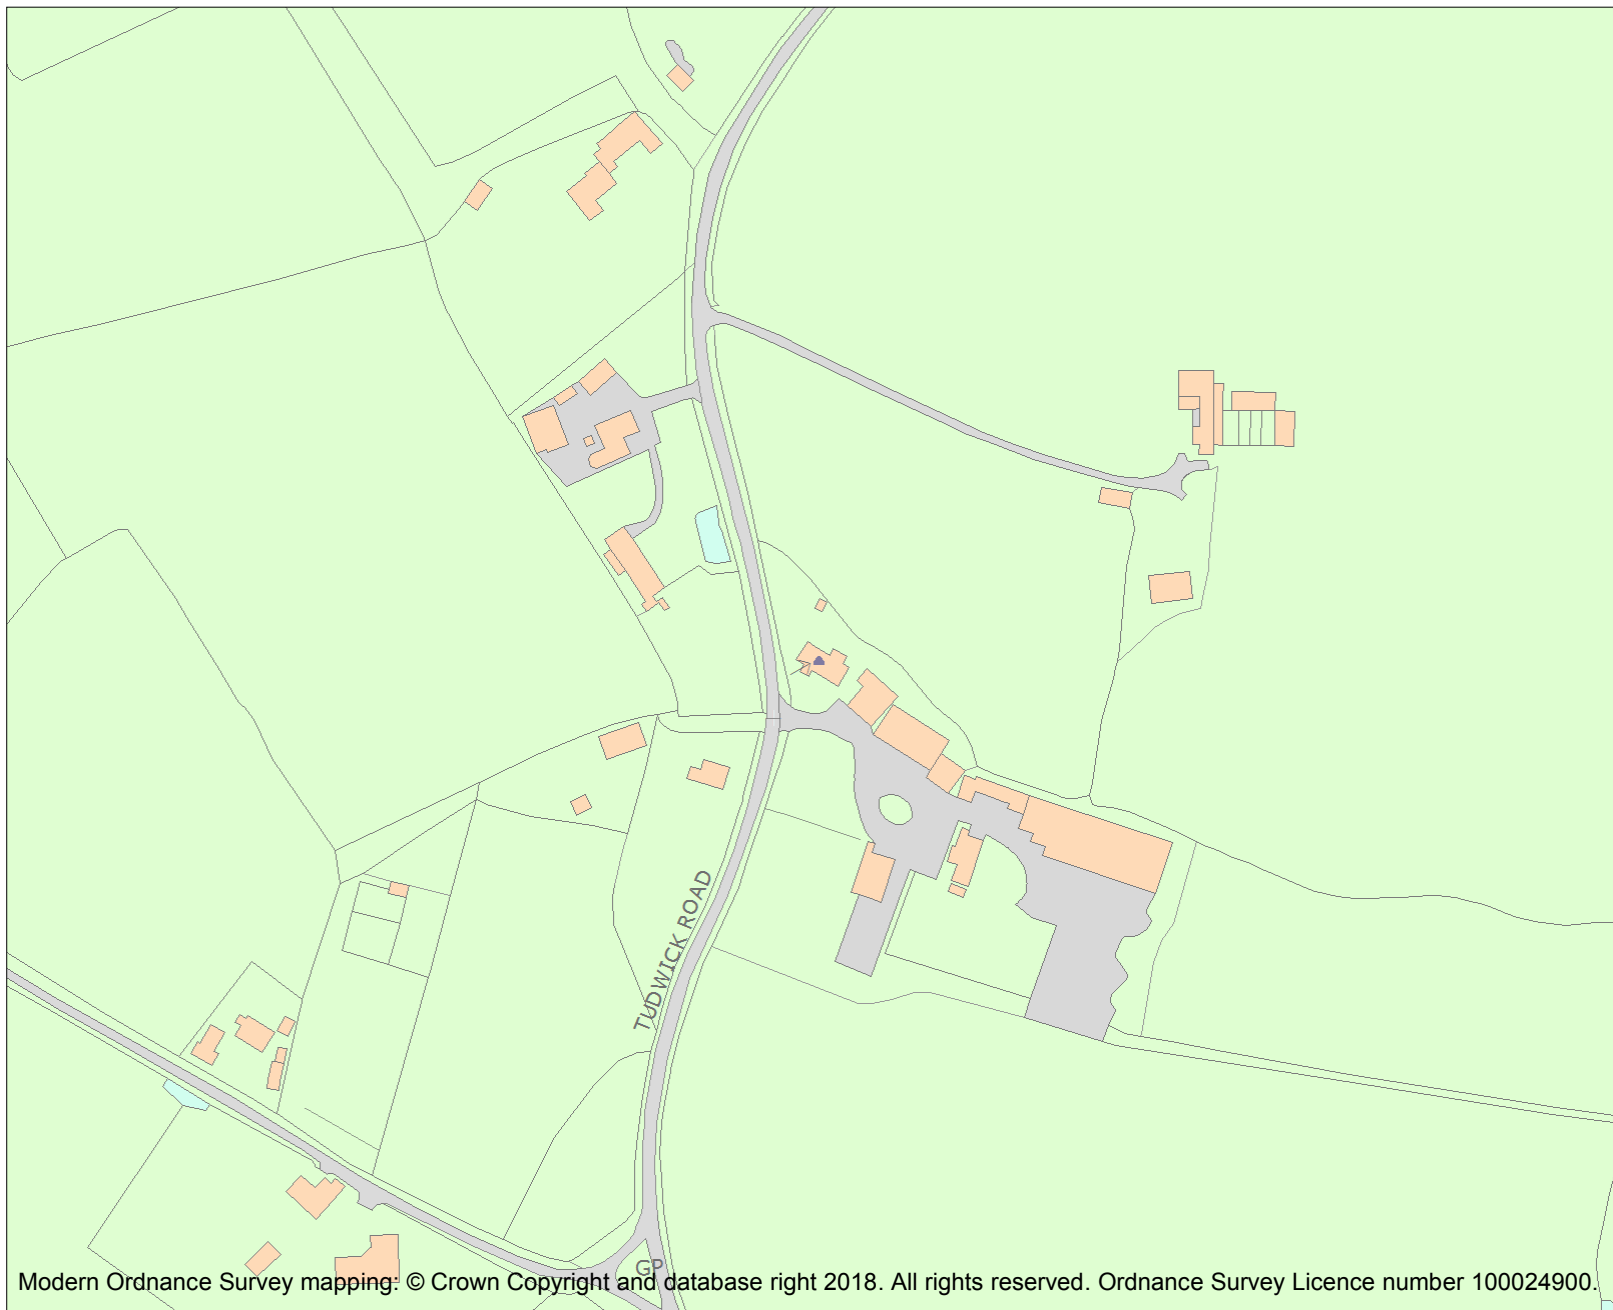 TUDWICK ROAD
GP
Modern Ordnance Survey mapping: © Crown Copyright and database right 2018. All rights reserved. Ordnance Survey Licence number 100024900.